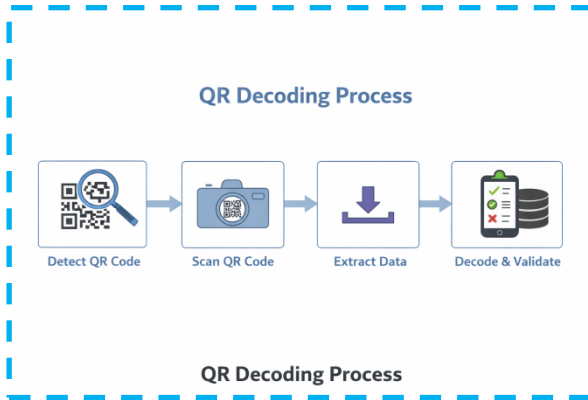 QR Decoding Process
Detect QR Code
Scan QR Code
Extract Data
Decode & Validate
QR Decoding Process